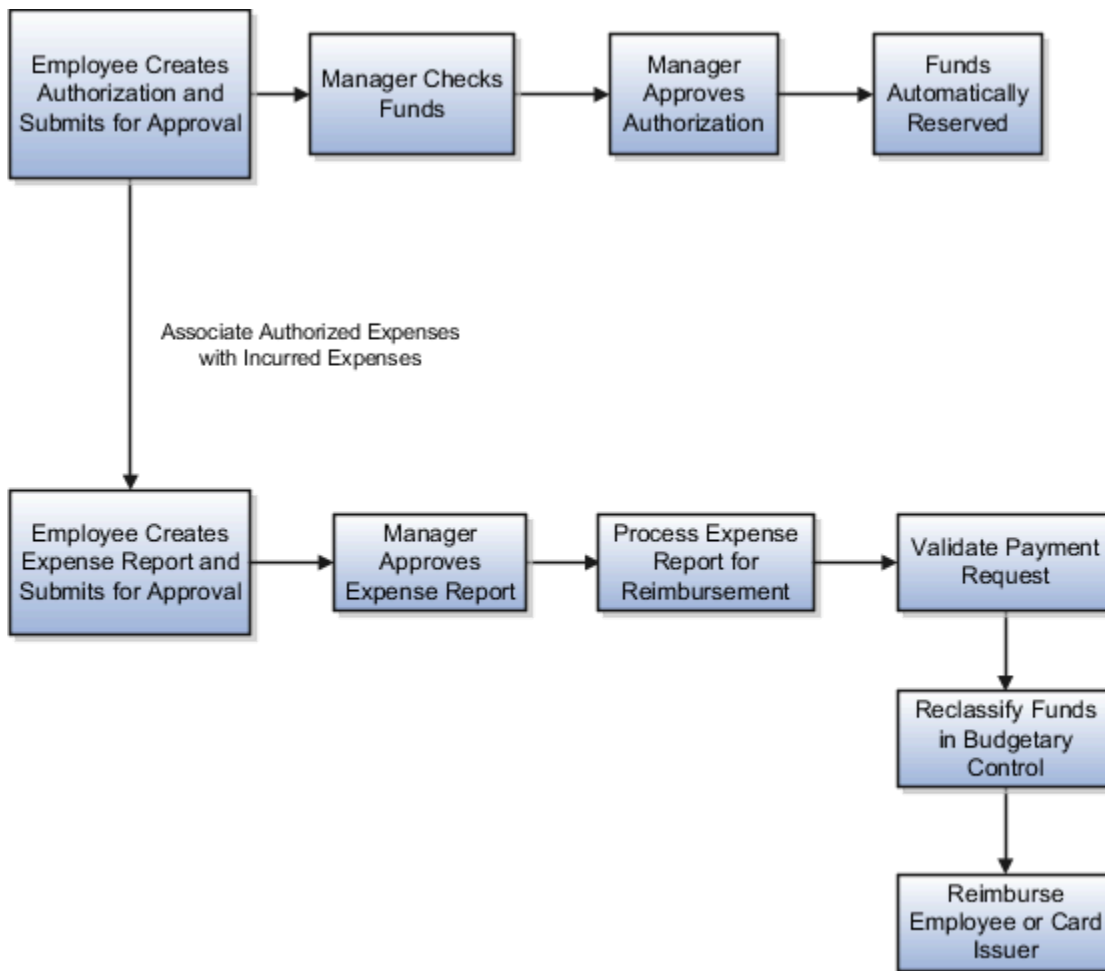 Employee Creates
Authorization and
Submits for Approval
Manager Checks
Funds
Manager
Approves
Authorization
Funds
Automatically
Reserved
Associate Authorized Expenses
with Incurred Expenses
Employee Creates
Expense Report and
Submits for Approval
Manager
Approves
Expense Report
Process Expense
Report for
Reimbursement
Validate Payment
Request
Reclassify Funds
in Budgetary
Control
Reimburse
Employee or Card
Issuer